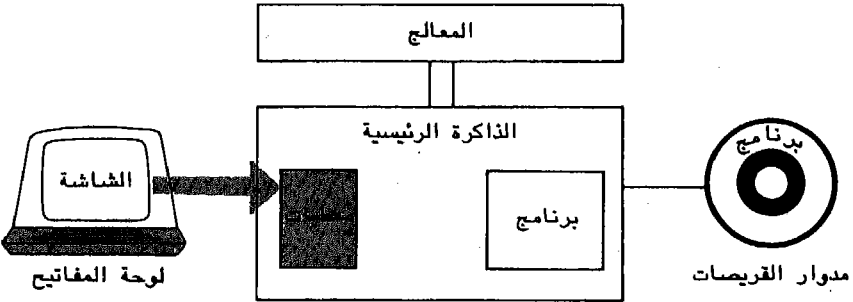 المعالج
الذاكرة الرئيسية
برنامج
الشاشة
برنامج
لوحة المفاتيح
مدوار القريصات